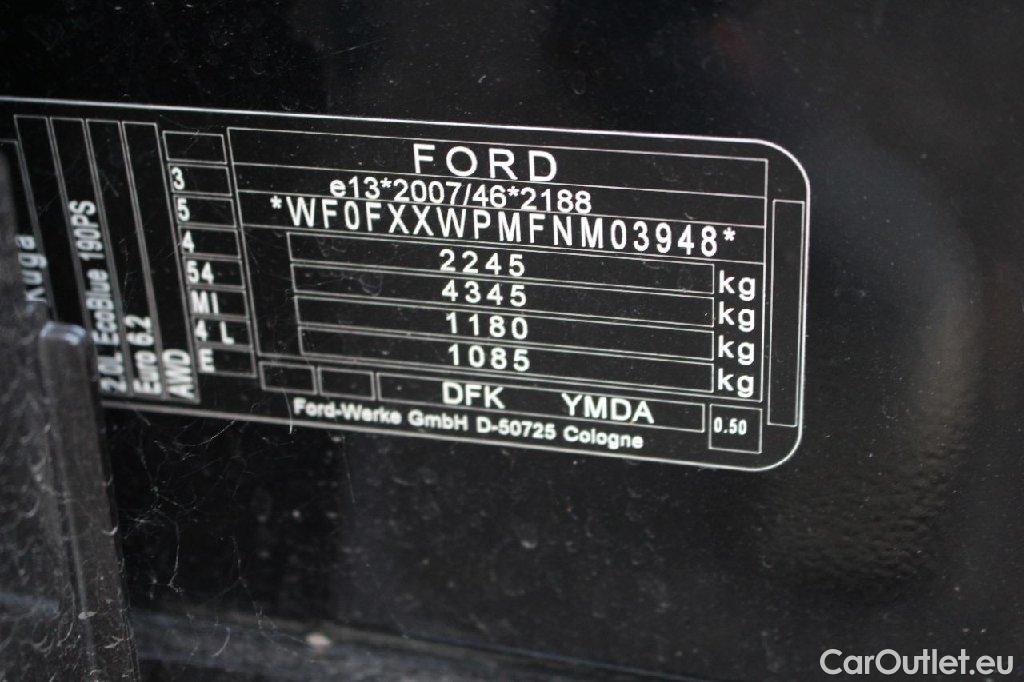 FORD
e13*2007/46*2188
*WF0FXXWPMFNM03948*
2245 kg
4345 kg
1180 kg
1085 kg
DFK YMDA
0.50
Ford-Werke GmbH D-50725 Cologne
3
5
4
54
MI
4 L
E
AWD
Euro 6.2
2.0L EcoBlue 190PS
Kuga
CarOutlet.eu